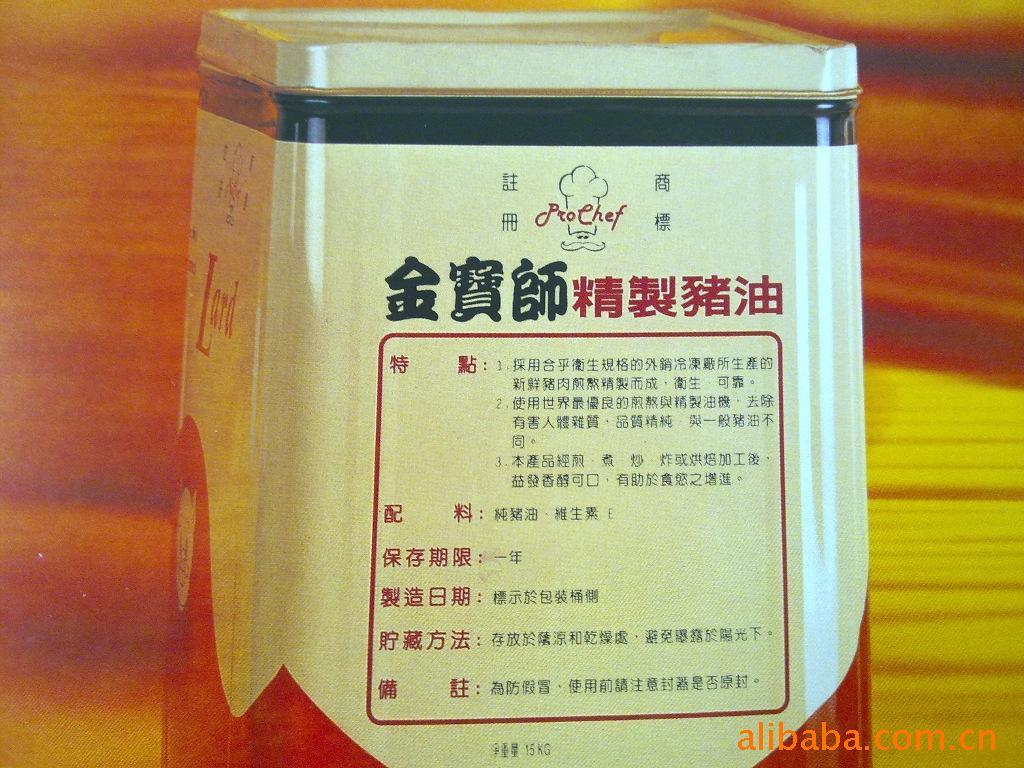 註 商
冊 ProChef 標
金寶師精製豬油
Lard
特 點：1.採用合乎衛生規格的外銷冷凍廠所生產的
新鮮豬肉煎熬精製而成、衛生、可靠。
2.使用世界最優良的煎熬與精製油機、去除
有害人體雜質、品質精純、與一般豬油不
同。
3.本產品經煎、煮、炒、炸或烘焙加工後、
益發香醇可口、有助於食慾之增進。
配 料：純豬油、維生素 E
保存期限：一年
製造日期：標示於包裝桶側
貯藏方法：存放於蔭涼和乾燥處、避免曝露於陽光下。
備 註：為防假冒、使用前請注意封蓋是否原封。
淨重量 15KG
alibaba.com.cn